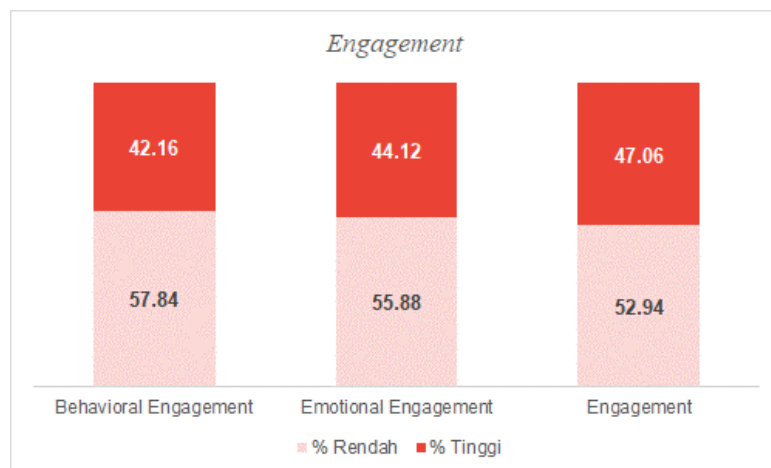 Engagement
42.16 44.12 47.06
57.84 55.88 52.94
Behavioral Engagement Emotional Engagement Engagement
% Rendah % Tinggi